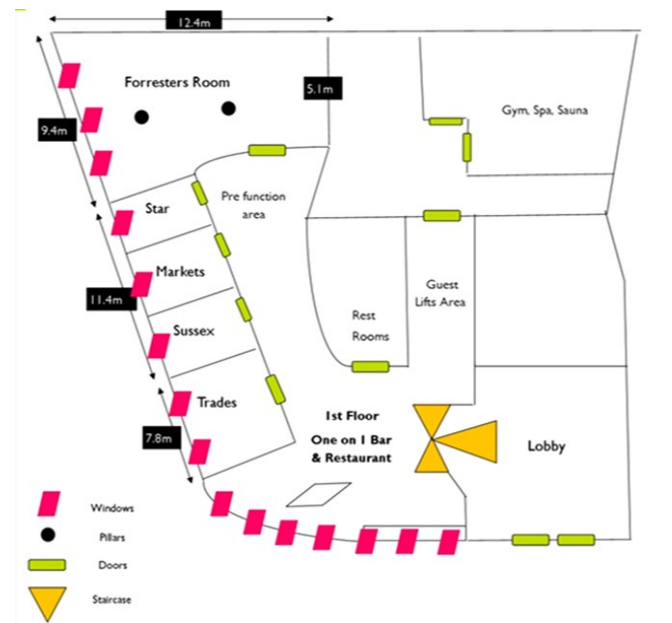 12.4m
Forresters Room
5.1m
Gym, Spa, Sauna
9.4m
Star
Pre function
area
Markets
11.4m
Guest
Lifts Area
Sussex
Rest
Rooms
Trades
7.8m
1st Floor
One on 1 Bar
& Restaurant
Lobby
Windows
Pillars
Doors
Staircase